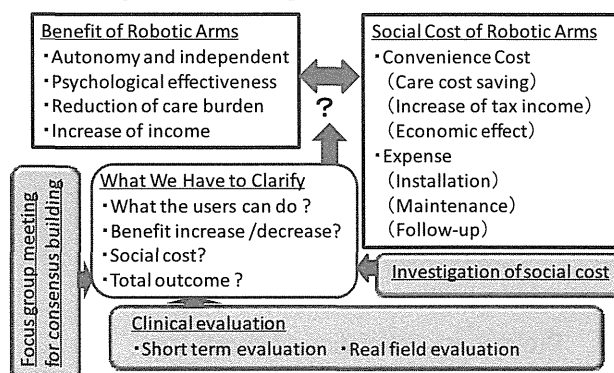 Benefit of Robotic Arms
・Autonomy and independent
・Psychological effectiveness
・Reduction of care burden
・Increase of income
Social Cost of Robotic Arms
・Convenience Cost
(Care cost saving)
(Increase of tax income)
(Economic effect)
・Expense
(Installation)
(Maintenance)
(Follow-up)
?
What We Have to Clarify
・What the users can do ?
・Benefit increase /decrease?
・Social cost?
・Total outcome ?
Focus group meeting
for consensus building
Investigation of social cost
Clinical evaluation
・Short term evaluation ・Real field evaluation